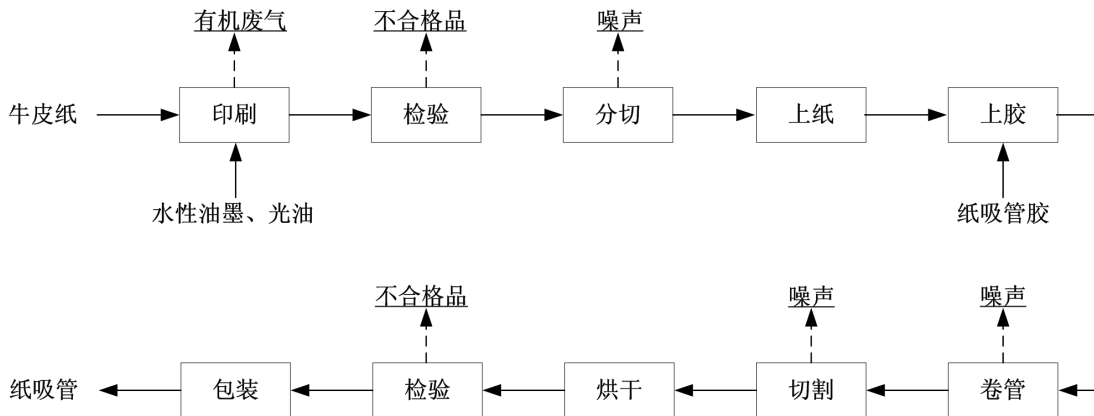 有机废气 不合格品 噪声
牛皮纸 印刷 检验 分切 上纸 上胶
水性油墨、光油 纸吸管胶
不合格品 噪声 噪声
纸吸管 包装 检验 烘干 切割 卷管